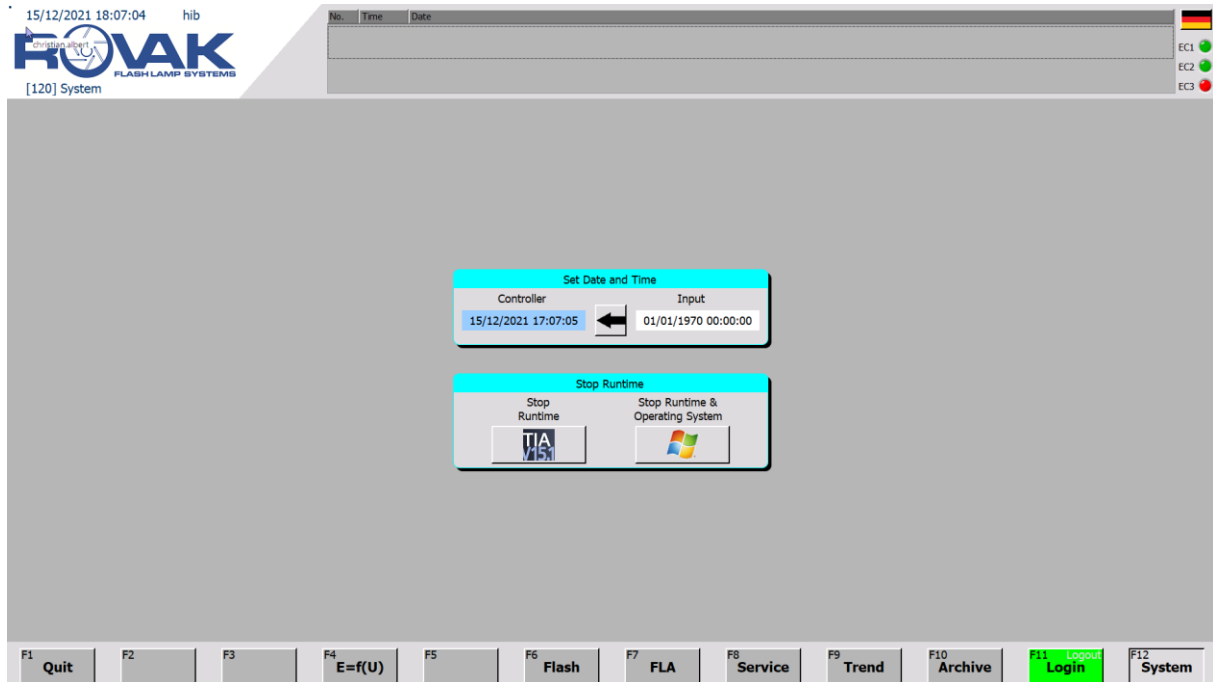 15/12/2021 18:07:04 hib
No. Time Date
christian.albert
ROVAK
FLASH LAMP SYSTEMS
[120] System
EC1
EC2
EC3
Set Date and Time
Controller Input
15/12/2021 17:07:05 01/01/1970 00:00:00
Stop Runtime
Stop Runtime
Stop Runtime & Operating System
TIA
V15.1
F1 Quit
F2
F3
F4 E=f(U)
F5
F6 Flash
F7 FLA
F8 Service
F9 Trend
F10 Archive
F11 Logout Login
F12 System